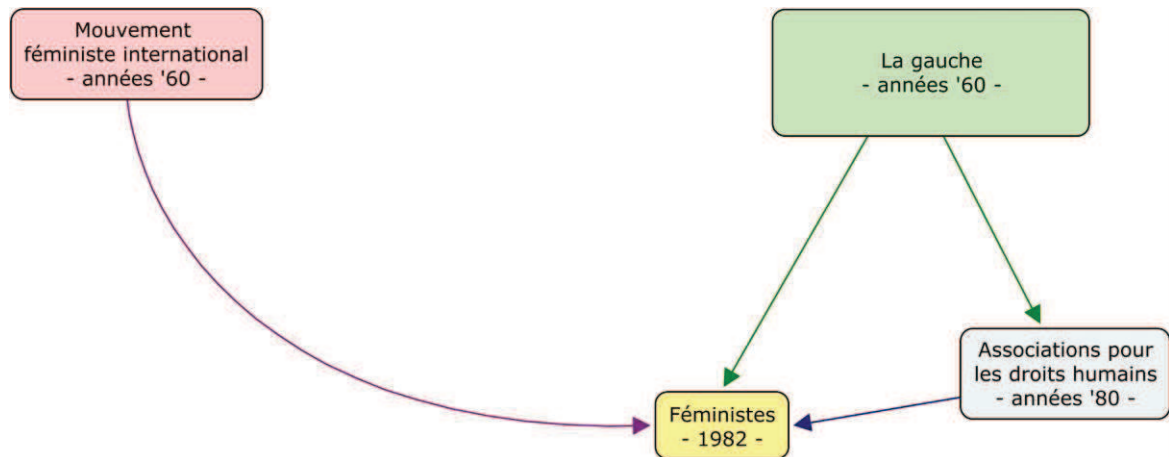 Mouvement
féministe international
- années '60 -
La gauche
- années '60 -
Associations pour
les droits humains
- années '80 -
Féministes
- 1982 -